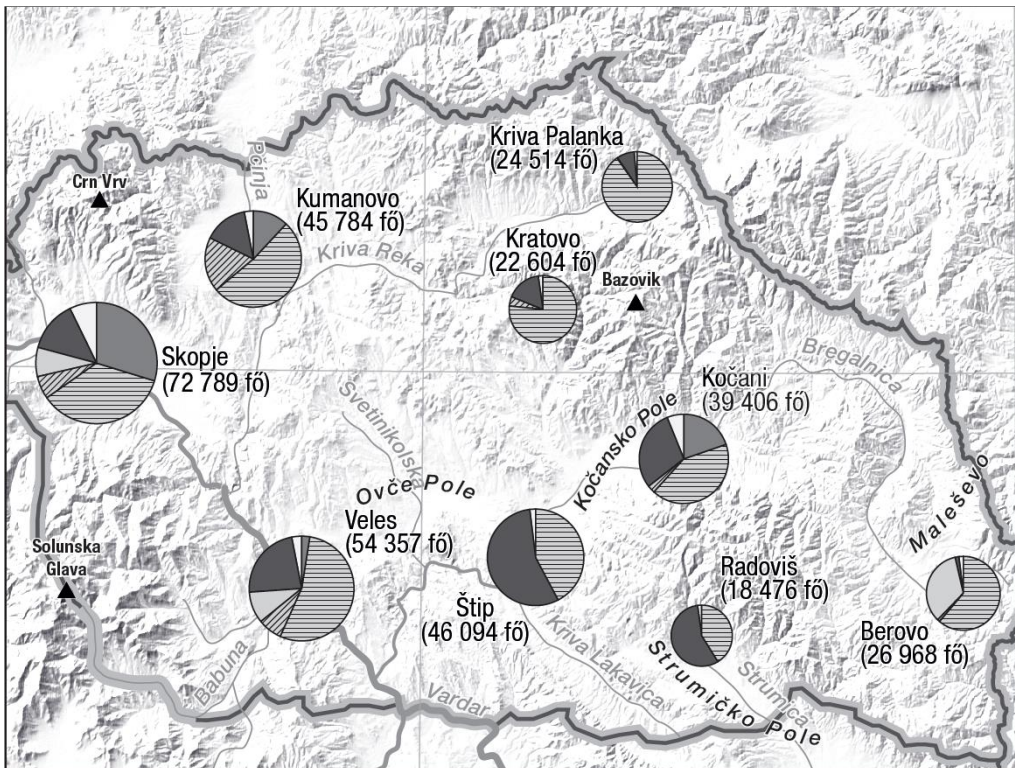 Kriva Palanka
(24 514 fő)
Crn Vrv
Pčinja
Kumanovo
(45 784 fő)
Kriva Reka
Kratovo
(22 604 fő)
Bazovik
Skopje
(72 789 fő)
Bregalnica
Kočani
(39 406 fő)
Svetinikolska
Kočansko Pole
Ovče Pole
Maleševo
Veles
(54 357 fő)
Solunska
Glava
Radoviš
(18 476 fő)
Štip
(46 094 fő)
Berovo
(26 968 fő)
Kriva Lakavica
Babuna
Vardar
Strumica
Strumičko Pole